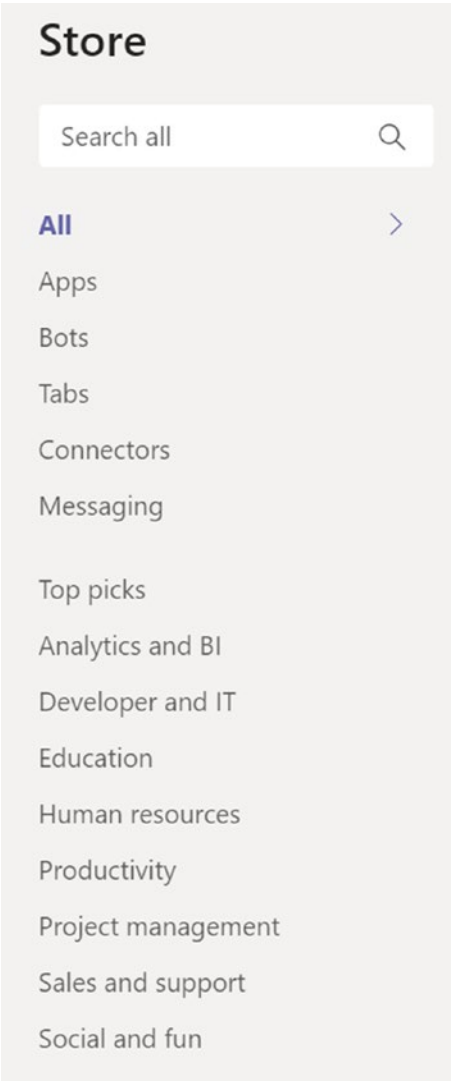 Store
Search all
All
Apps
Bots
Tabs
Connectors
Messaging
Top picks
Analytics and BI
Developer and IT
Education
Human resources
Productivity
Project management
Sales and support
Social and fun